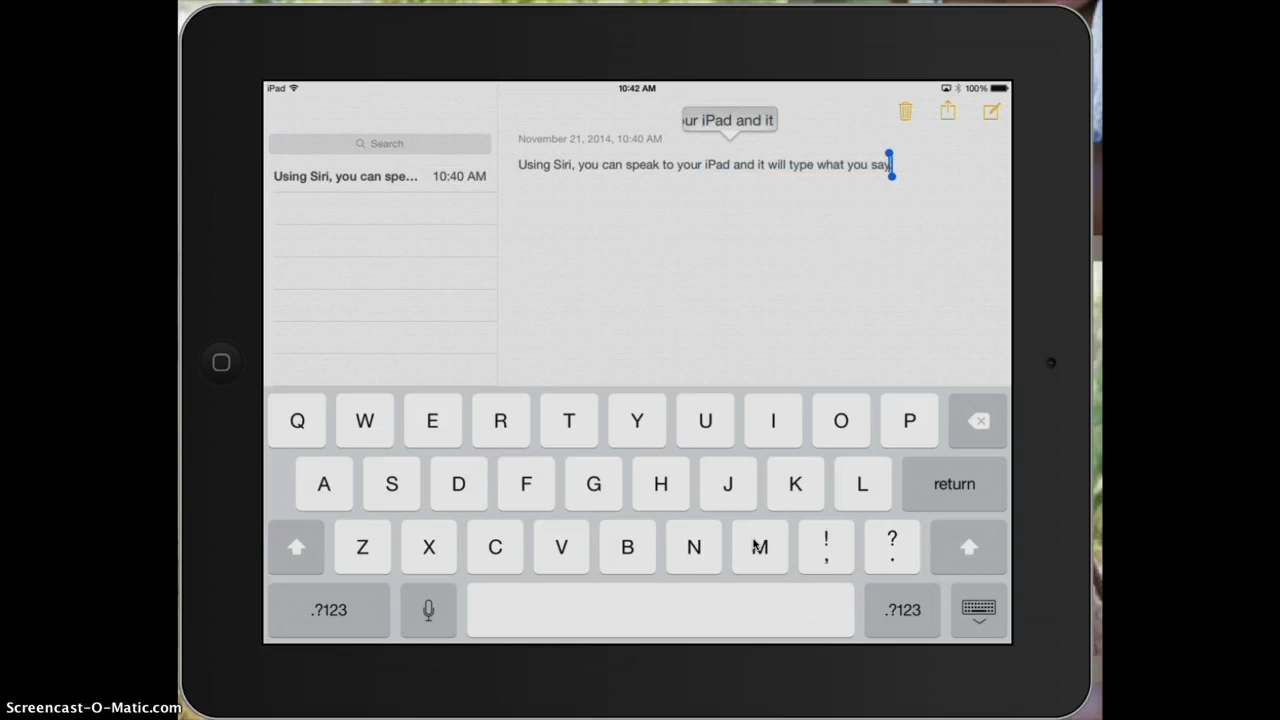 iPad 10:42 AM 100%
ur iPad and it
Search
November 21, 2014, 10:40 AM
Using Siri, you can spe... 10:40 AM
Using Siri, you can speak to your iPad and it will type what you say
Q W E R T Y U I O P
A S D F G H J K L return
Z X C V B N M ! , ? .
.?123 .?123
Screencast-O-Matic.com